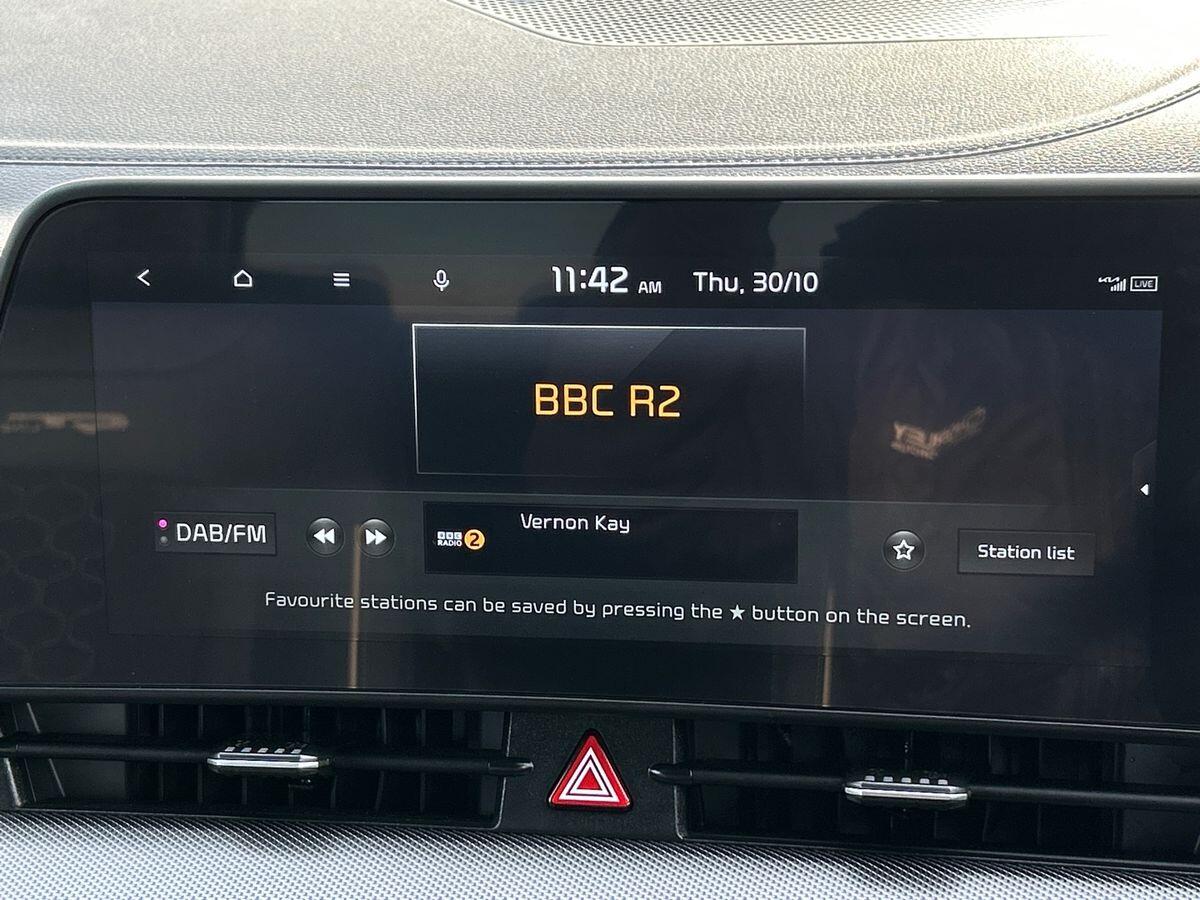 11:42 AM Thu, 30/10
LIVE
BBC R2
DAB/FM
BBC
RADIO 2
Vernon Kay
Station list
Favourite stations can be saved by pressing the ★ button on the screen.